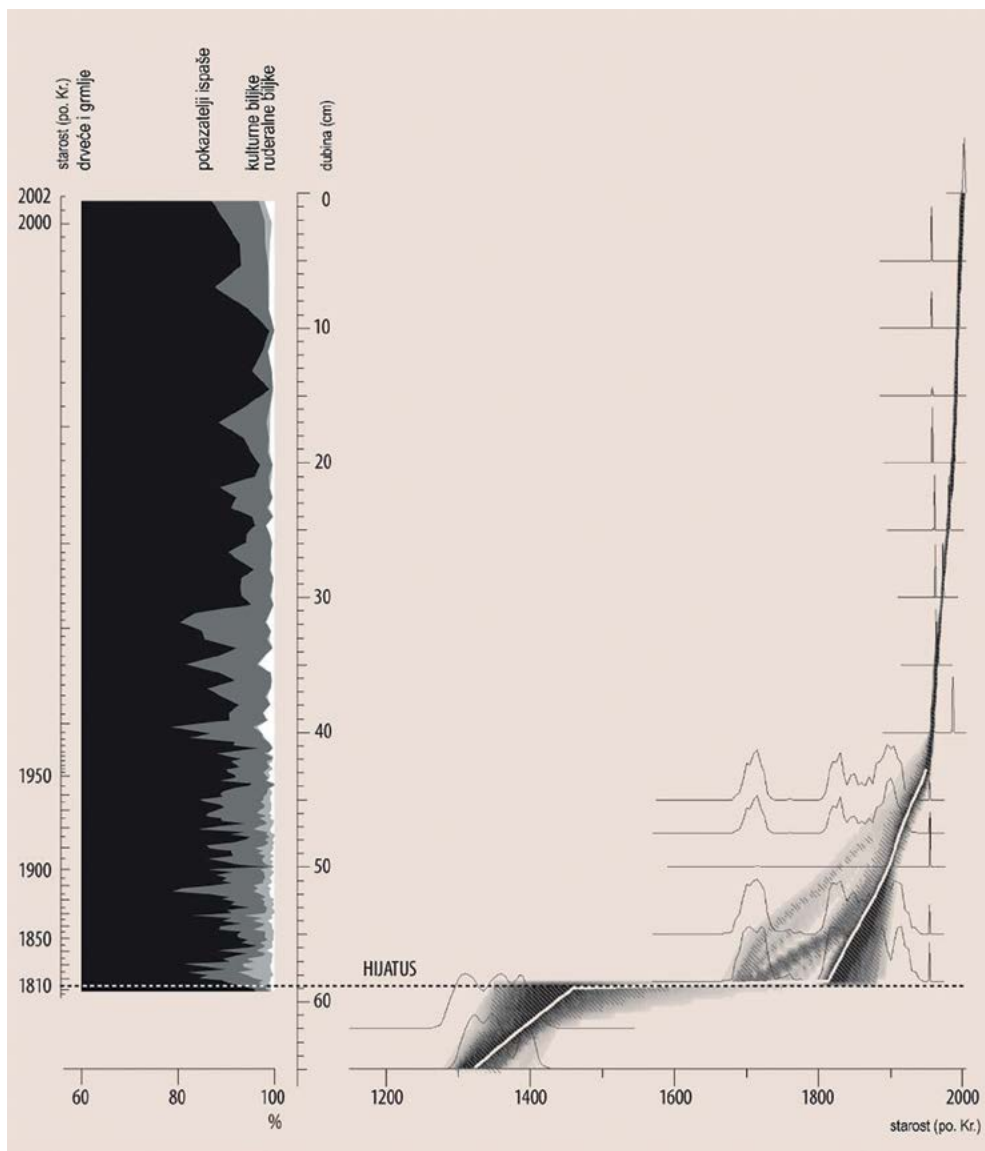 starost (po. Kr.)
drveće i grmlje
pokazatelji ispaše
kulturne biljke
ruderalne biljke
dubina (cm)
2002
2000
1950
1900
1850
1810
0
10
20
30
40
50
60
HIJATUS
60
80
100
%
1200
1400
1600
1800
2000
starost (po. Kr.)